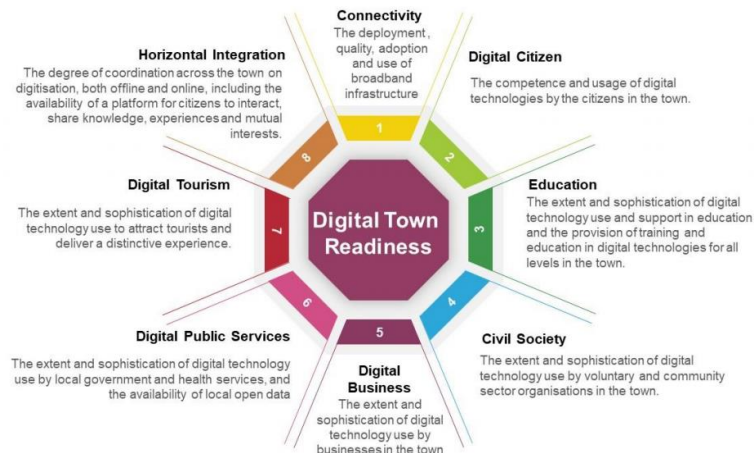 Connectivity
The deployment,
quality, adoption
and use of
broadband
infrastructure
1
Digital Citizen
The competence and usage of digital
technologies by the citizens in the town.
2
Education
The extent and sophistication of digital
technology use and support in education
and the provision of training and
education in digital technologies for all
levels in the town.
3
Civil Society
The extent and sophistication of digital
technology use by voluntary and community
sector organisations in the town.
4
5
Digital
Business
The extent and
sophistication of digital
technology use by
businesses in the town
6
Digital Public Services
The extent and sophistication of digital technology
use by local government and health services, and
the availability of local open data
7
Digital Tourism
The extent and sophistication of digital
technology use to attract tourists and
deliver a distinctive experience.
8
Horizontal Integration
The degree of coordination across the town on
digitisation, both offline and online, including the
availability of a platform for citizens to interact,
share knowledge, experiences and mutual
interests.
Digital Town
Readiness